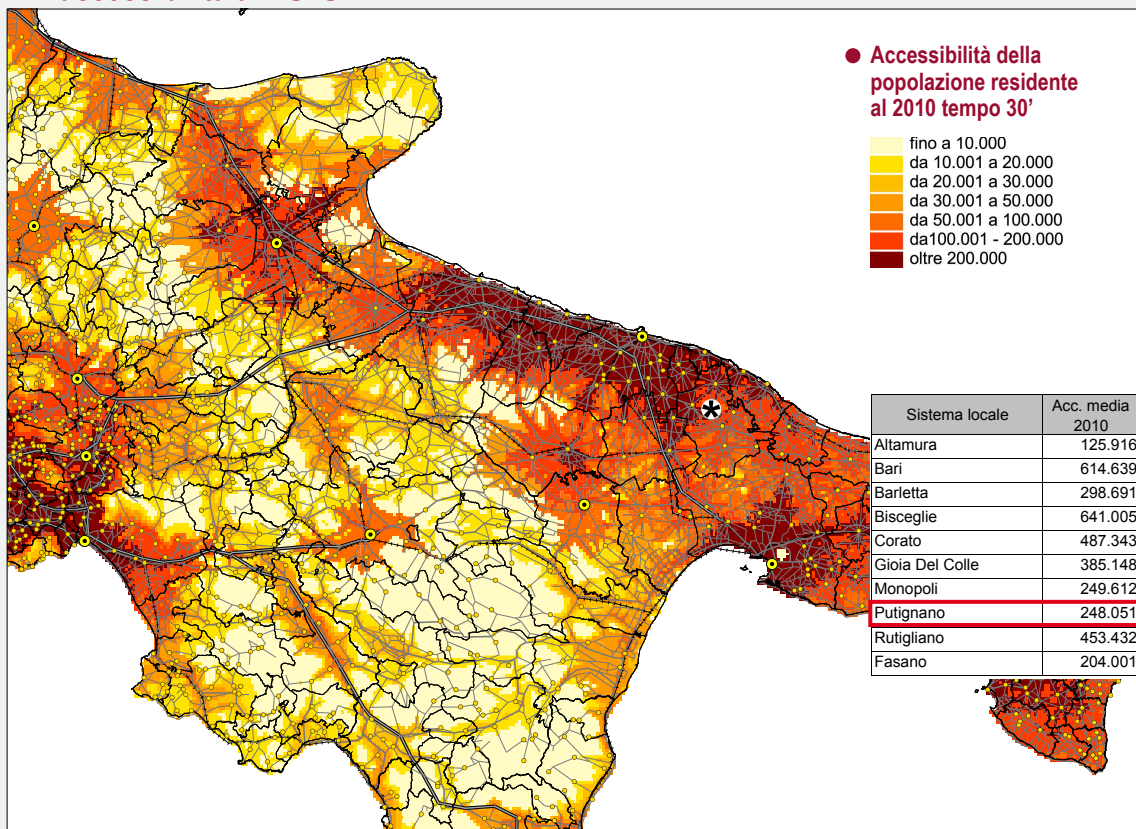 Accessibilità della
popolazione residente
al 2010 tempo 30’
fino a 10.000
da 10.001 a 20.000
da 20.001 a 30.000
da 30.001 a 50.000
da 50.001 a 100.000
da100.001 - 200.000
oltre 200.000
Sistema locale Acc. media 2010
Altamura 125.916
Bari 614.639
Barletta 298.691
Bisceglie 641.005
Corato 487.343
Gioia Del Colle 385.148
Monopoli 249.612
Putignano 248.051
Rutigliano 453.432
Fasano 204.001